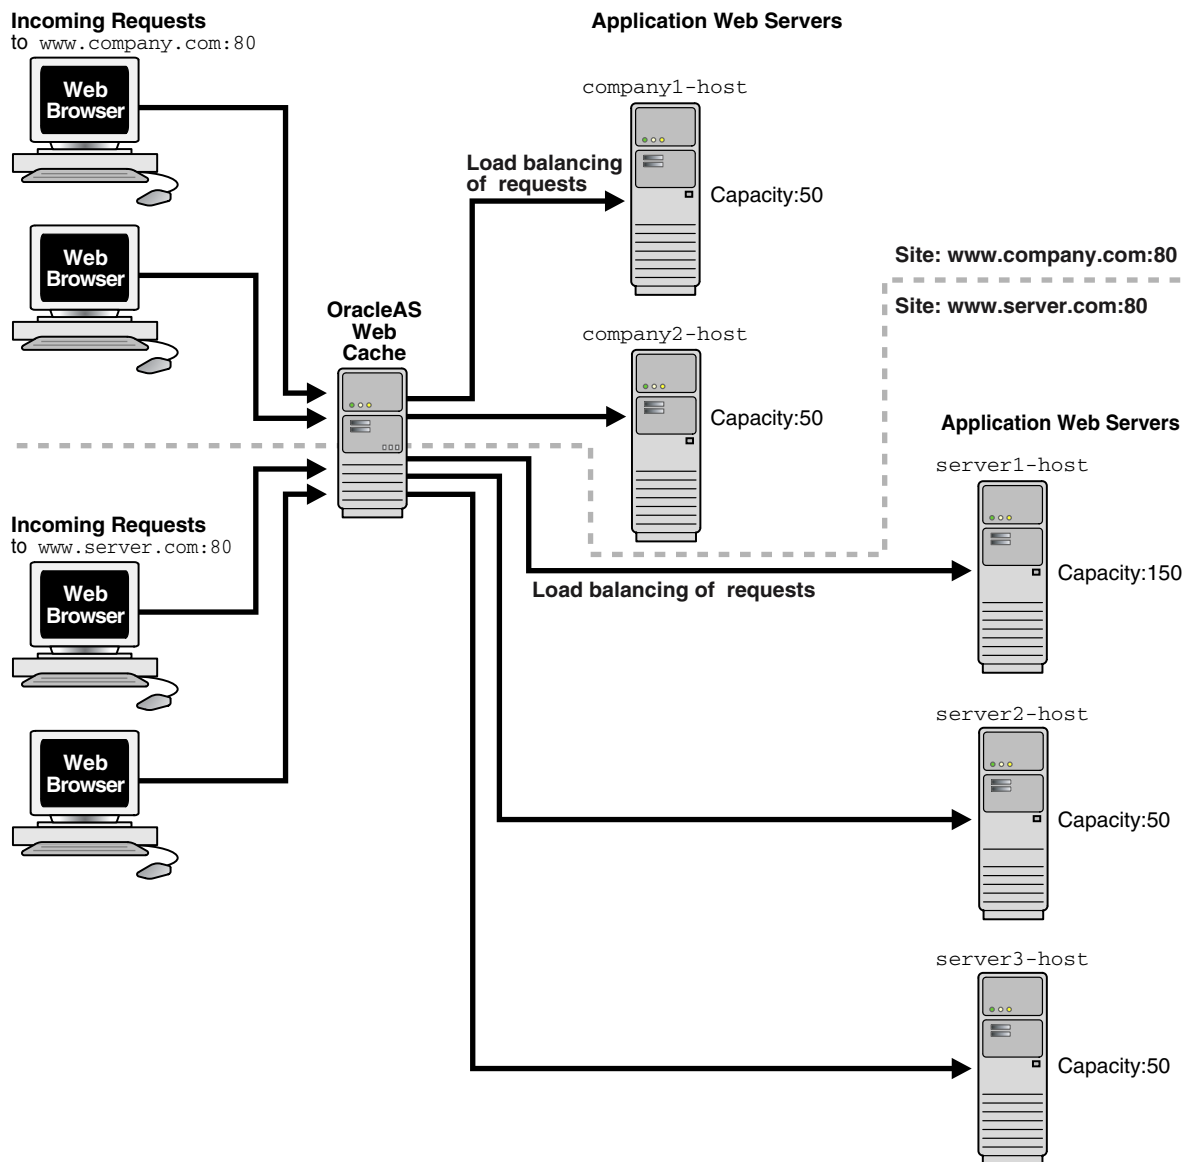 Incoming Requests
to www.company.com:80
Web
Browser
Web
Browser
Application Web Servers
company1-host
Load balancing
of requests
Capacity:50
Site: www.company.com:80
Site: www.server.com:80
OracleAS
Web
Cache
company2-host
Capacity:50
Application Web Servers
server1-host
Capacity:150
Incoming Requests
to www.server.com:80
Load balancing of requests
Web
Browser
Web
Browser
server2-host
Capacity:50
server3-host
Capacity:50